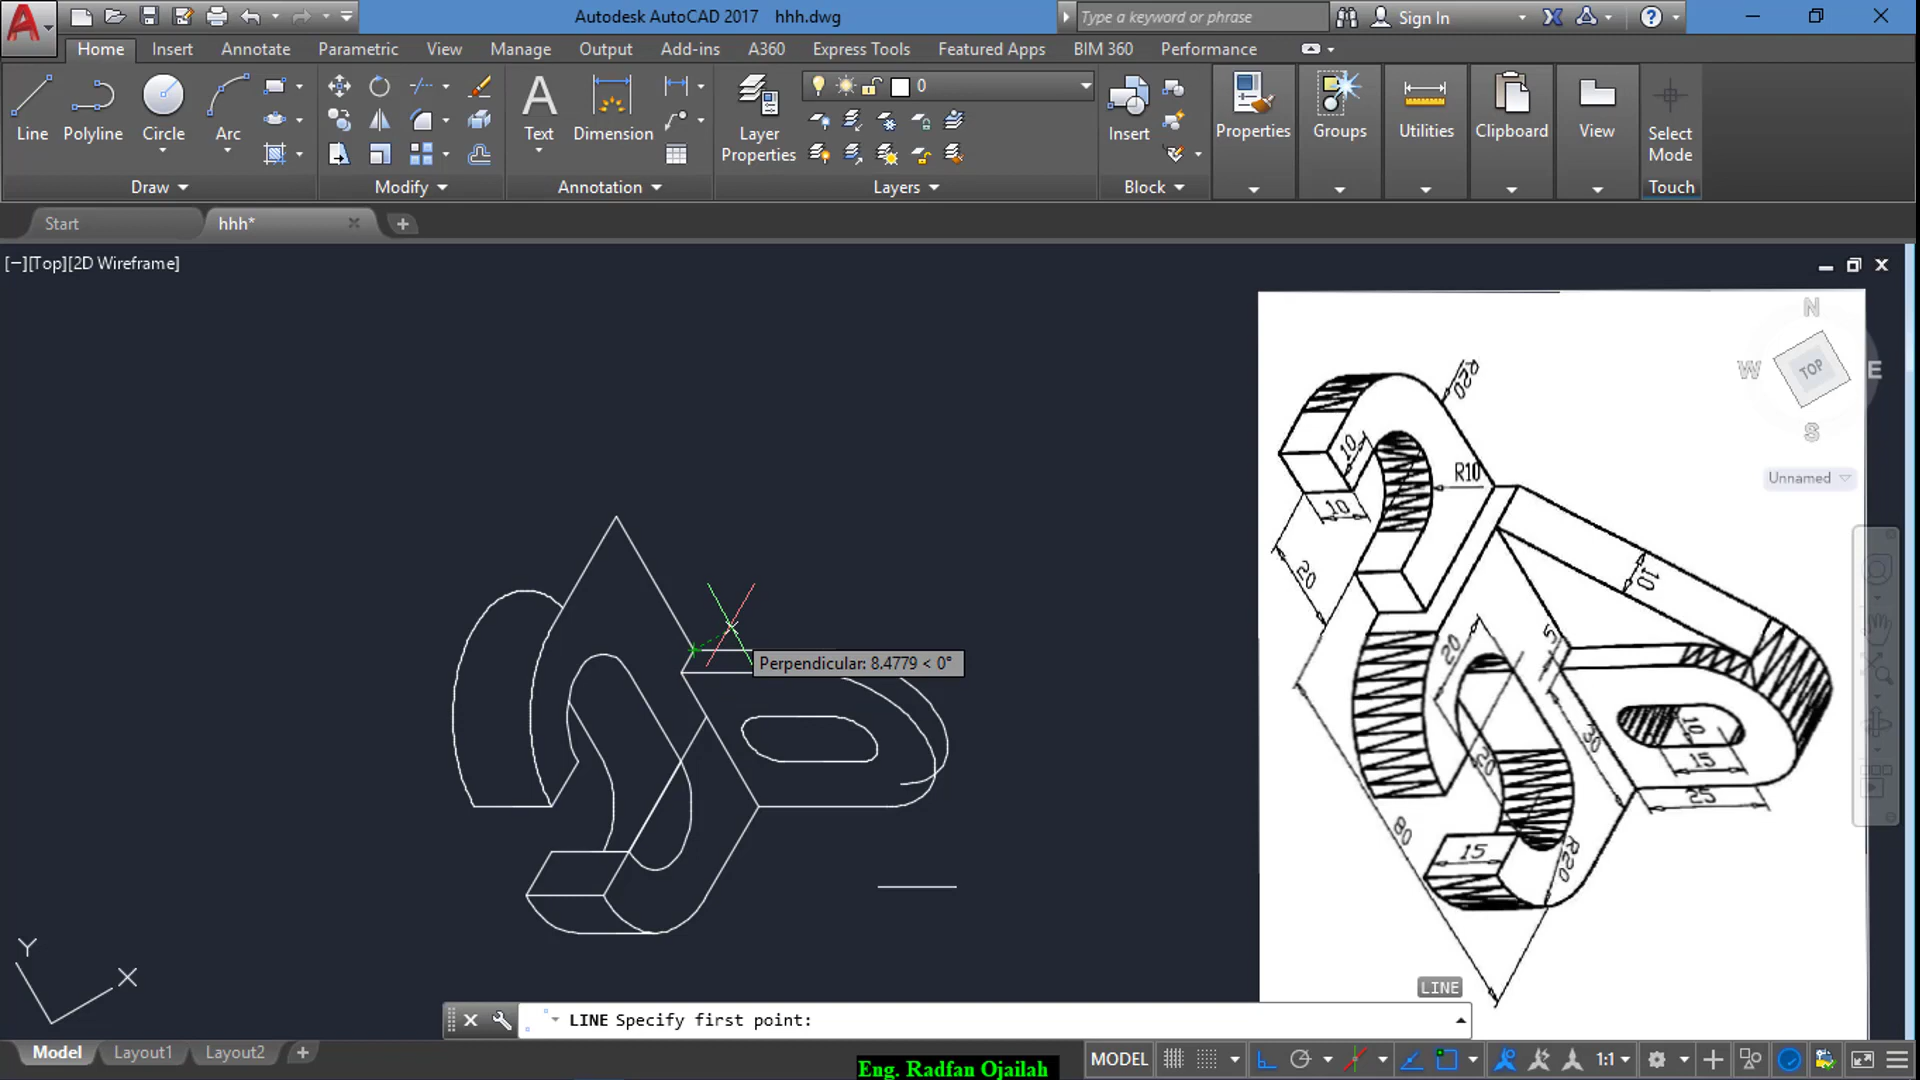 Autodesk AutoCAD 2017 hhh.dwg
Type a keyword or phrase
Sign In
Home Insert Annotate Parametric View Manage Output Add-ins A360 Express Tools Featured Apps BIM 360 Performance
0
Line Polyline Circle Arc
Text Dimension
Layer Properties
Insert
Properties Groups Utilities Clipboard View
Select Mode
Draw Modify Annotation Layers Block Touch
Start hhh*
[−][Top][2D Wireframe]
N
W TOP E
S
Unnamed
R20
10
R10
10
20
10
5
20
30
10
15
20
25
80
15
R20
Perpendicular: 8.4779 < 0°
Y
X
LINE
LINE Specify first point:
Model Layout1 Layout2
MODEL 1:1
Eng. Radfan Ojailah